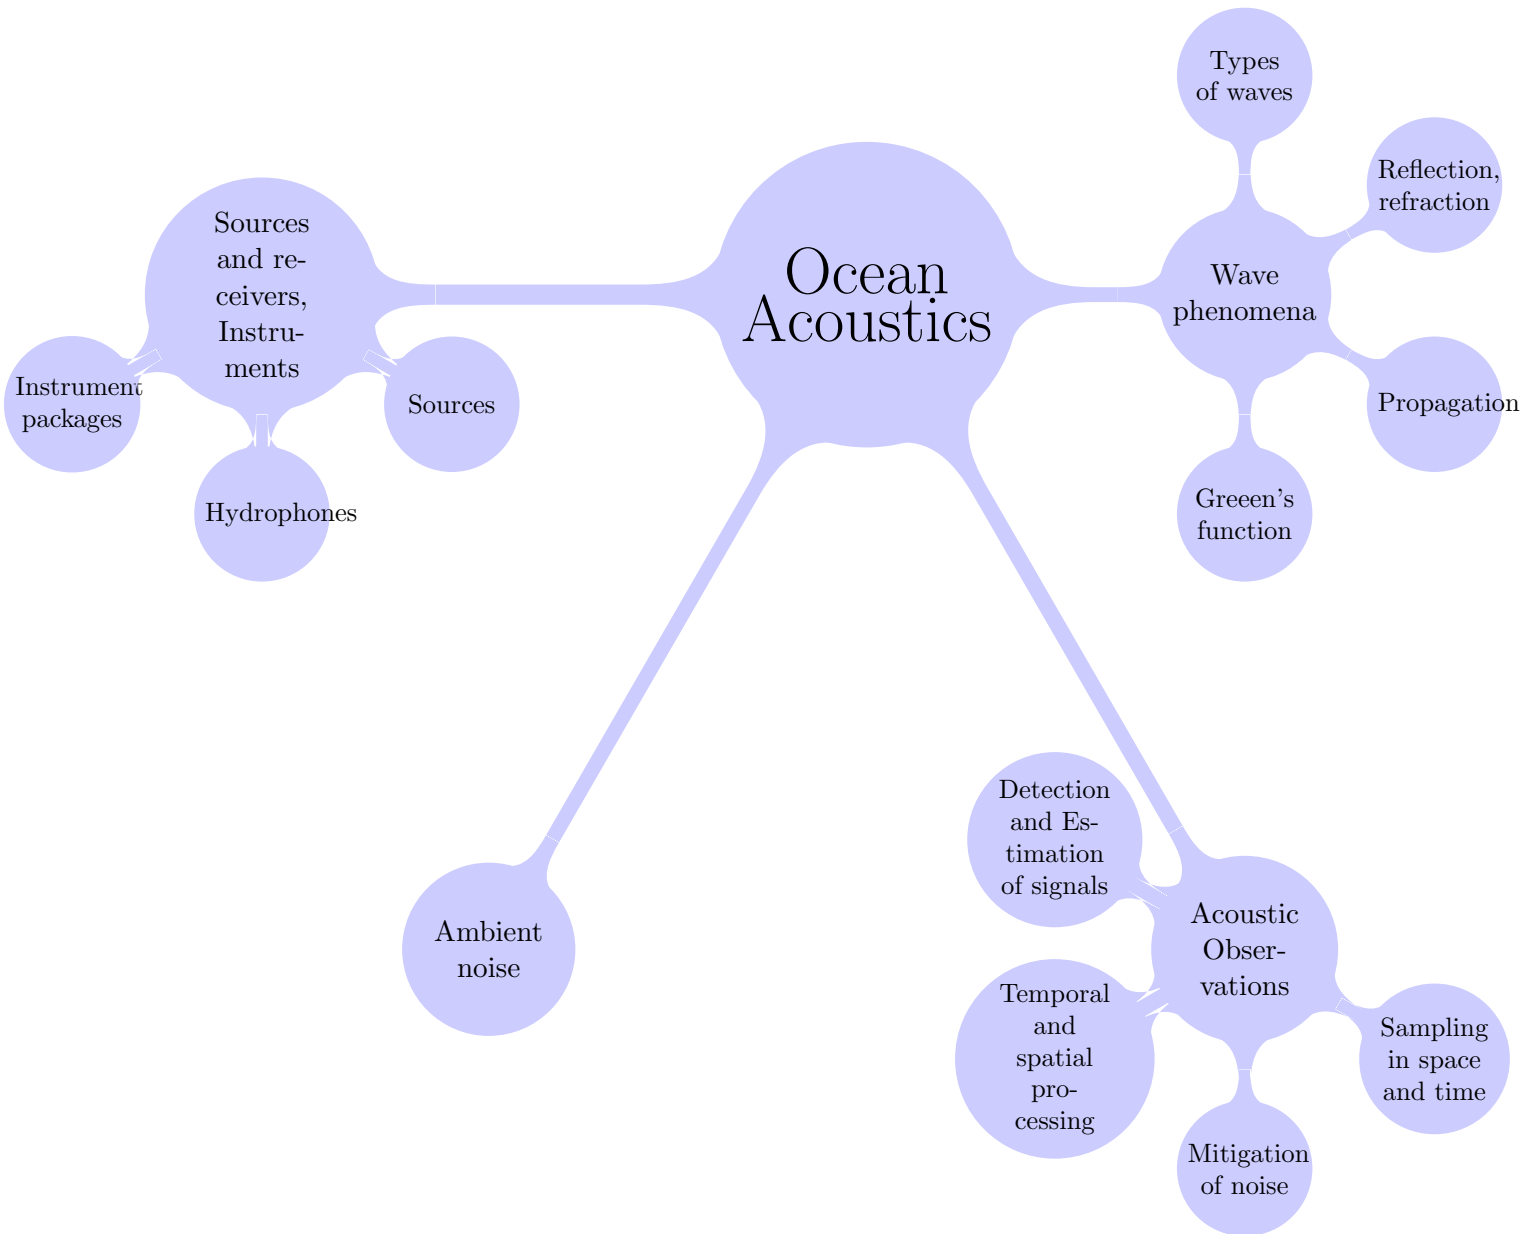 Ocean
Acoustics
Types
of waves
Reflection,
refraction
Wave
phenomena
Propagation
Greeen's
function
Sources
and re-
ceivers,
Instru-
ments
Instrument
packages
Hydrophones
Sources
Ambient
noise
Detection
and Es-
timation
of signals
Acoustic
Obser-
vations
Temporal
and
spatial
pro-
cessing
Sampling
in space
and time
Mitigation
of noise